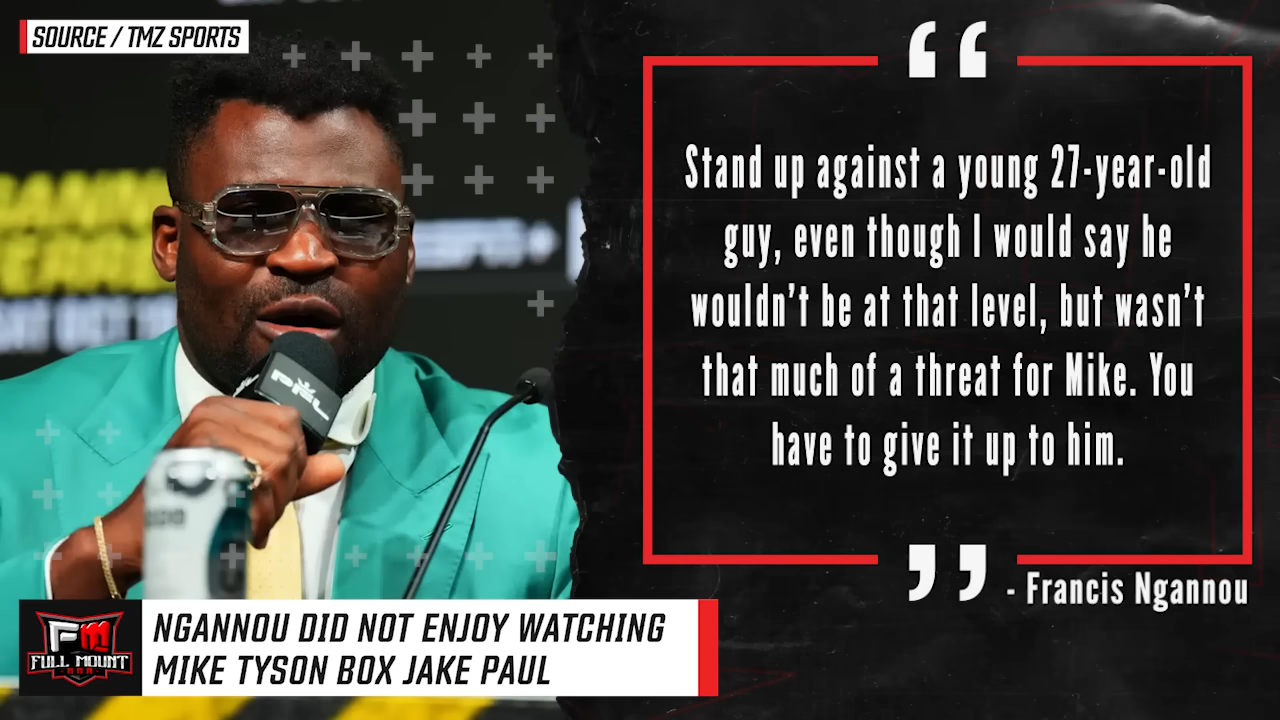 SOURCE / TMZ SPORTS
“
Stand up against a young 27-year-old
guy, even though I would say he
wouldn’t be at that level, but wasn’t
that much of a threat for Mike. You
have to give it up to him.
”
- Francis Ngannou
PFL
FM
FULL MOUNT
NGANNOU DID NOT ENJOY WATCHING
MIKE TYSON BOX JAKE PAUL